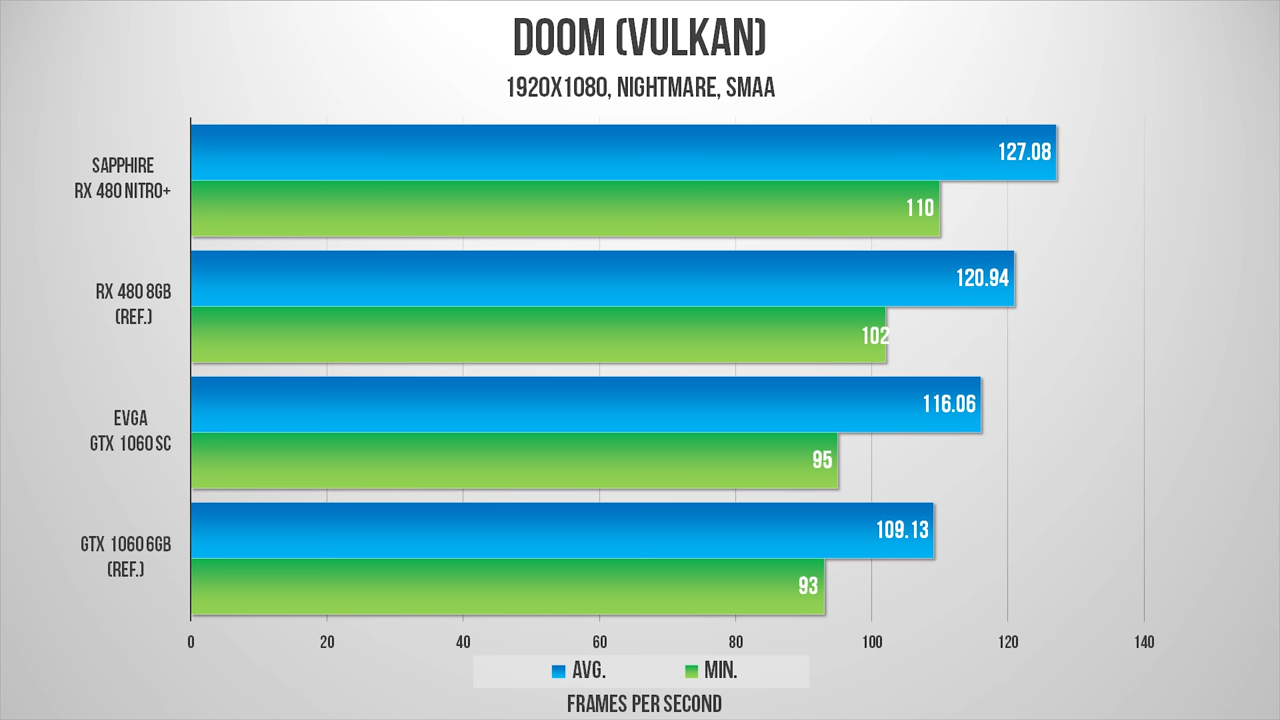 DOOM (VULKAN)
1920X1080, NIGHTMARE, SMAA
SAPPHIRE
RX 480 NITRO+
127.08
110
RX 480 8GB
(REF.)
120.94
102
EVGA
GTX 1060 SC
116.06
95
GTX 1060 6GB
(REF.)
109.13
93
0 20 40 60 80 100 120 140
AVG. MIN.
FRAMES PER SECOND